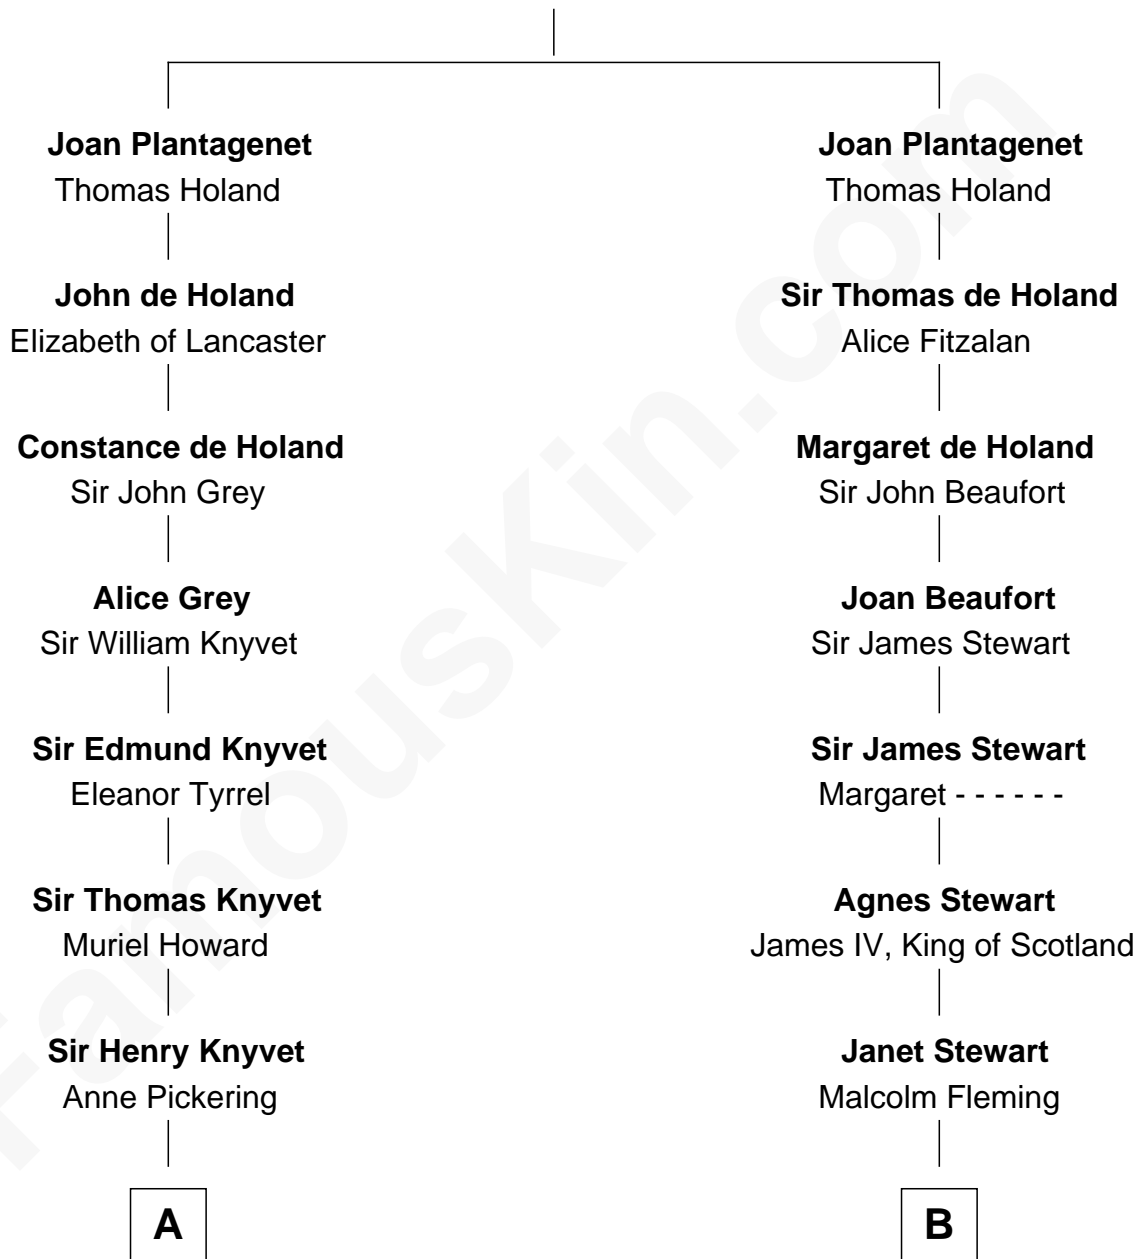 Joan Plantagenet
Thomas Holand
John de Holand
Elizabeth of Lancaster
Constance de Holand
Sir John Grey
Alice Grey
Sir William Knyvet
Sir Edmund Knyvet
Eleanor Tyrrel
Sir Thomas Knyvet
Muriel Howard
Sir Henry Knyvet
Anne Pickering
A
Joan Plantagenet
Thomas Holand
Sir Thomas de Holand
Alice Fitzalan
Margaret de Holand
Sir John Beaufort
Joan Beaufort
Sir James Stewart
Sir James Stewart
Margaret - - - - - -
Agnes Stewart
James IV, King of Scotland
Janet Stewart
Malcolm Fleming
B
FamousKin.com